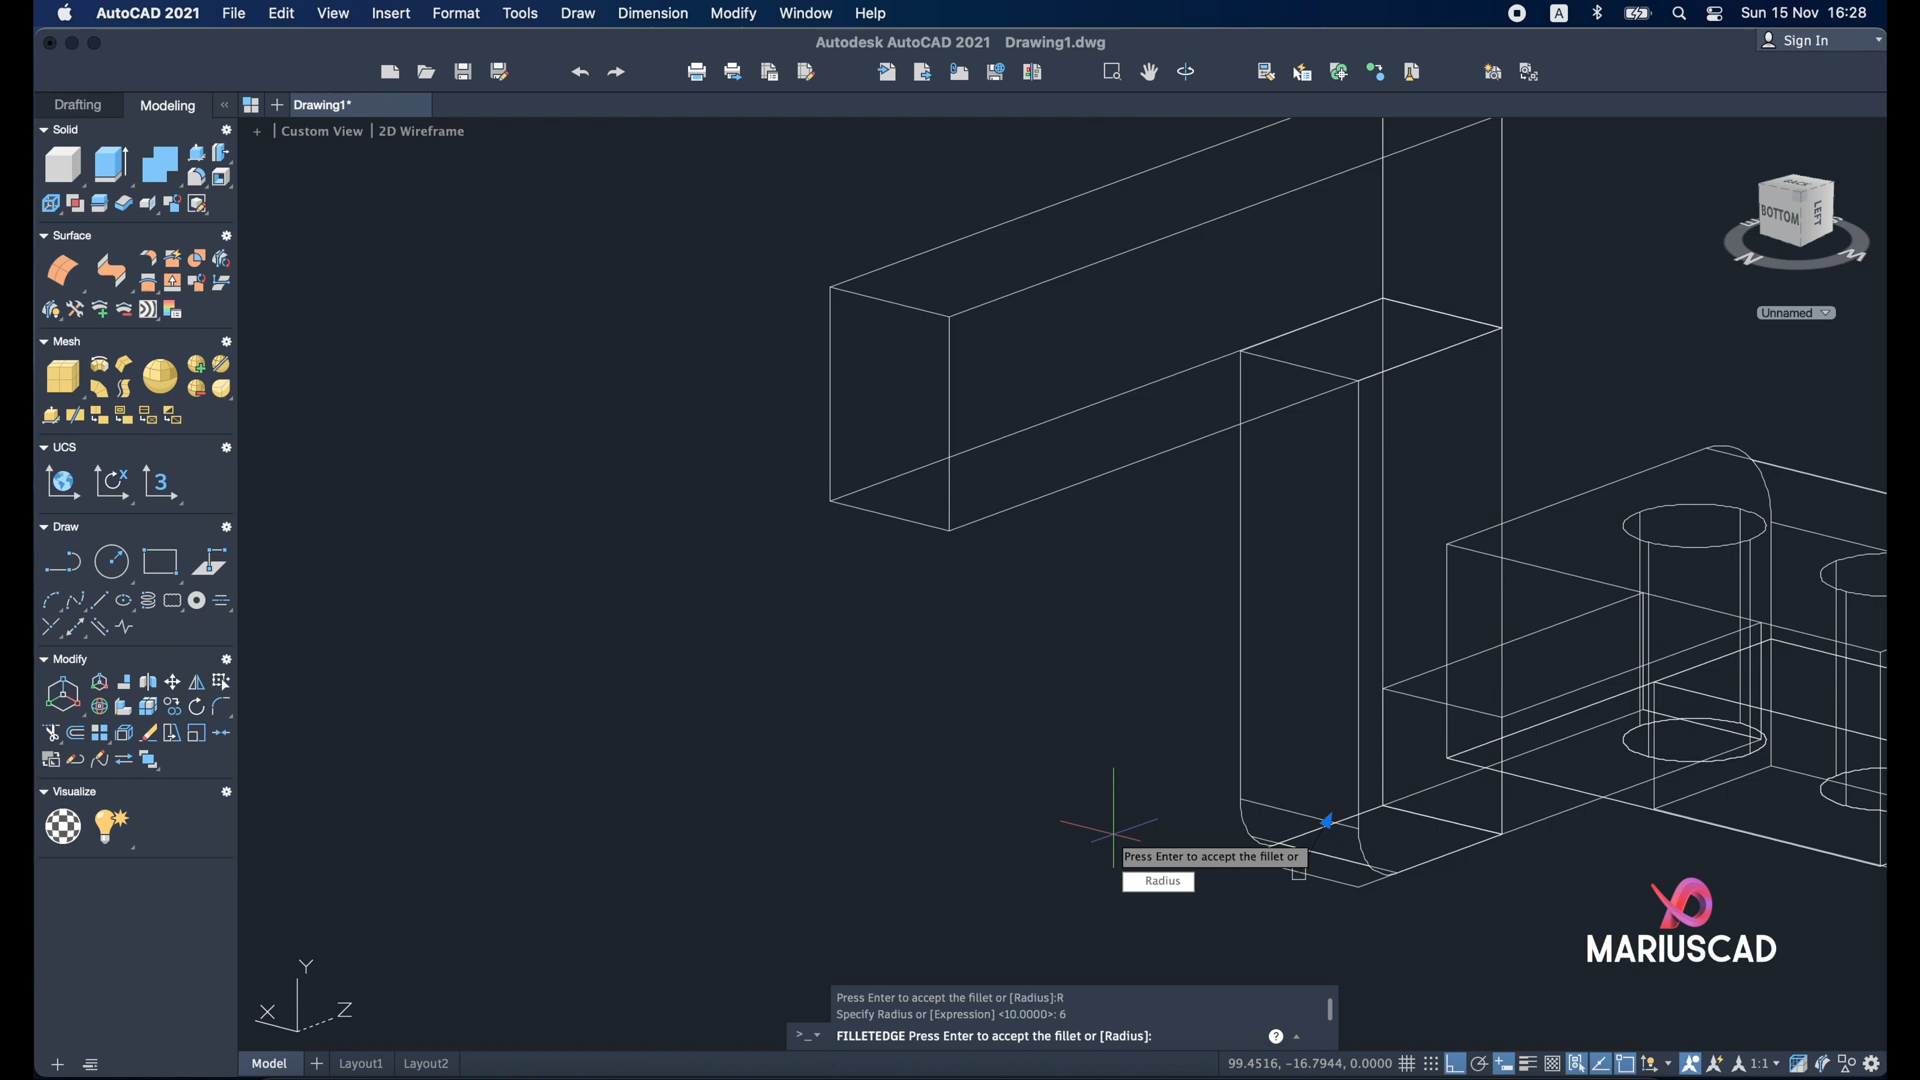 AutoCAD 2021 File Edit View Insert Format Tools Draw Dimension Modify Window Help
A Sun 15 Nov 16:28
Autodesk AutoCAD 2021 Drawing1.dwg
Sign In
Drafting Modeling Drawing1*
+ Custom View 2D Wireframe
Solid
Surface
Mesh
UCS
X 3
Draw
Modify
Visualize
BACK
BOTTOM LEFT
N
Unnamed
Press Enter to accept the fillet or
Radius
MARIUSCAD
Y
X Z
Press Enter to accept the fillet or [Radius]:R
Specify Radius or [Expression] <10.0000>: 6
>_ FILLETEDGE Press Enter to accept the fillet or [Radius]: ?
Model + Layout1 Layout2
99.4516, -16.7944, 0.0000 1:1